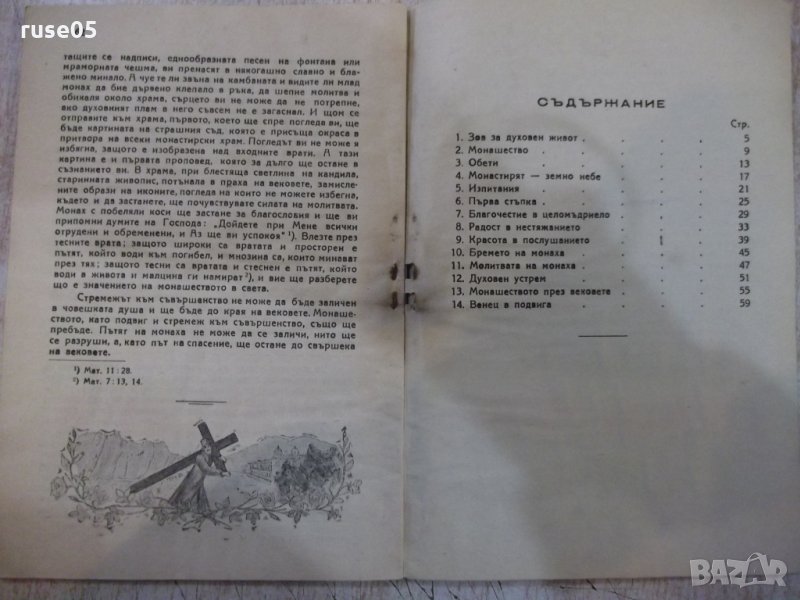 ruse05
тащите се надписи, еднообразната песен на фонтана или
мраморната чешма, ви пренасят в накогашно славно и бла-
жено минало. А чуе ти ли звъна на камбаната и видите ли млад
монах да бие дървено клепало в ръка, да шепне молитва и
обикаля около храма, сърцето ви не може да не потрепне,
ако духовният плам в него съвсем не е загаснал. И щом се
отправите към храма, първото, което ще спре погледа ви, ще
бъде картината на страшния съд, която е присъща окраса в
притвора на всеки монастирски храм. Погледът ви не може я
избягна, защото е изобразена над входните врати. А тази
картина е и първата проповед, която за дълго ще остане в
съзнанието ви. В храма, при блестяща светлина на кандила,
старинната живопис, потънала в праха на вековете, замисле-
ните образи на иконите, погледа на които не можете избегна,
където и да застанете, ще почувствувате силата на молитвата.
Монах с побеляли коси ще застане за благословия и ще ви
припомни думите на Господа: „Дойдете при Мене всички
отрудени и обременени, и Аз ще ви успокоя“ ¹). Влезте през
тесните врата; защото широки са вратата и просторен е
пътят, който води към погибел, и мнозина са, които минават
през тях; защото тесни са вратата и стеснен е пътят, който
води в живота и малцина ги намират ²), и вие ще разберете
що е значението на монашеството в света.
Стремежът към съвършенство не може да бъде заличен
в човешката душа и ще бъде до края на вековете. Монаше-
ството, като подвиг и стремеж към съвършенство, също ще
пребъде. Пътят на монаха не може да се заличи, нито ще
се разруши, а, като път на спасение, ще остане до свършека
на вековете.
¹) Мат. 11:28.
²) Мат. 7:13, 14.
СЪДЪРЖАНИЕ
Стр.
1. Зов за духовен живот . . . 5
2. Монашество . . . . 9
3. Обети . . . . 13
4. Монастирят — земно небе . . . 17
5. Изпитания . . . . 21
6. Първа стъпка . . . . 25
7. Благочестие в целомъдрието . . . 29
8. Радост в нестяжанието . . . 33
9. Красота в послушанието . . . 39
10. Бремето на монаха . . . 45
11. Молитвата на монаха . . . 47
12. Духовен устрем . . . . 51
13. Монашеството през вековете . . . 55
14. Венец в подвига . . . . 59
BAZAR